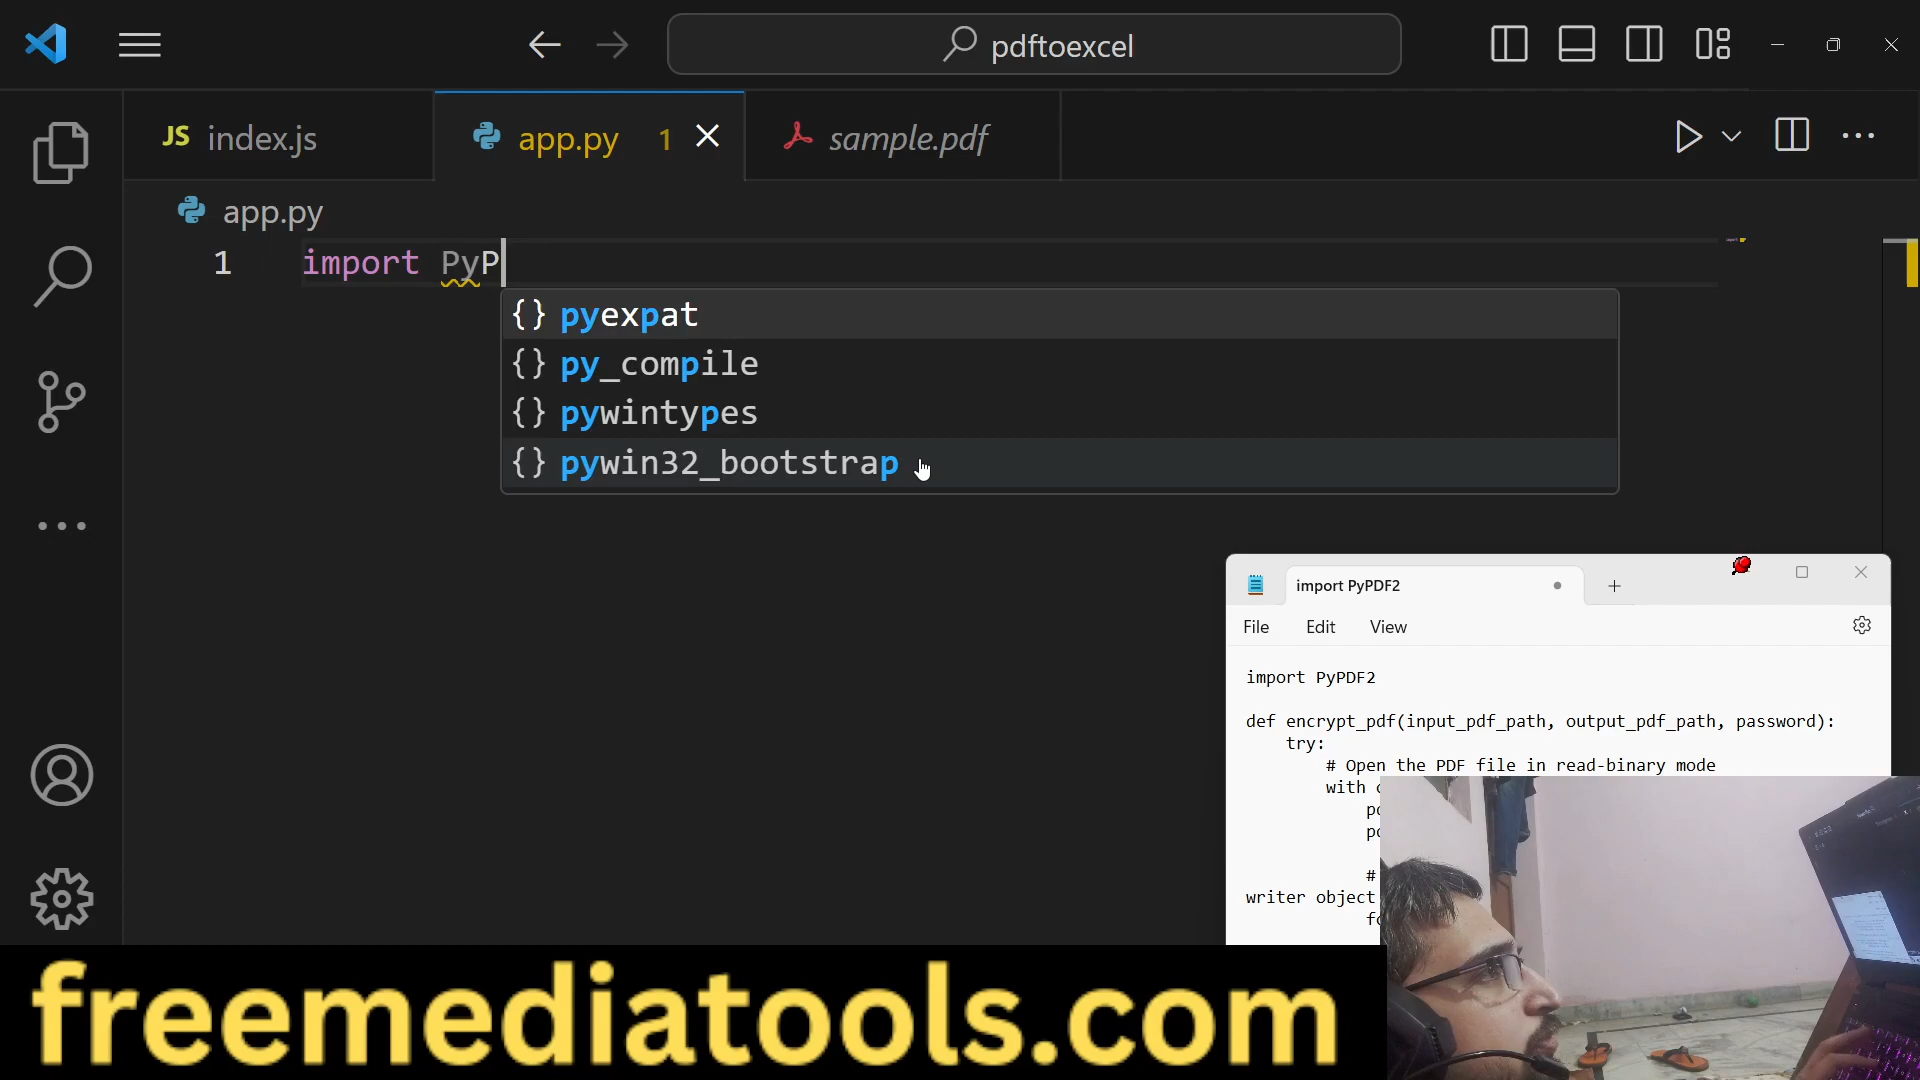 pdftoexcel
JS index.js
app.py 1
sample.pdf
app.py
1 import PyP
{} pyexpat
{} py_compile
{} pywintypes
{} pywin32_bootstrap
import PyPDF2
File Edit View
import PyPDF2
def encrypt_pdf(input_pdf_path, output_pdf_path, password):
try:
# Open the PDF file in read-binary mode
with
#
writer object
freemediatools.com